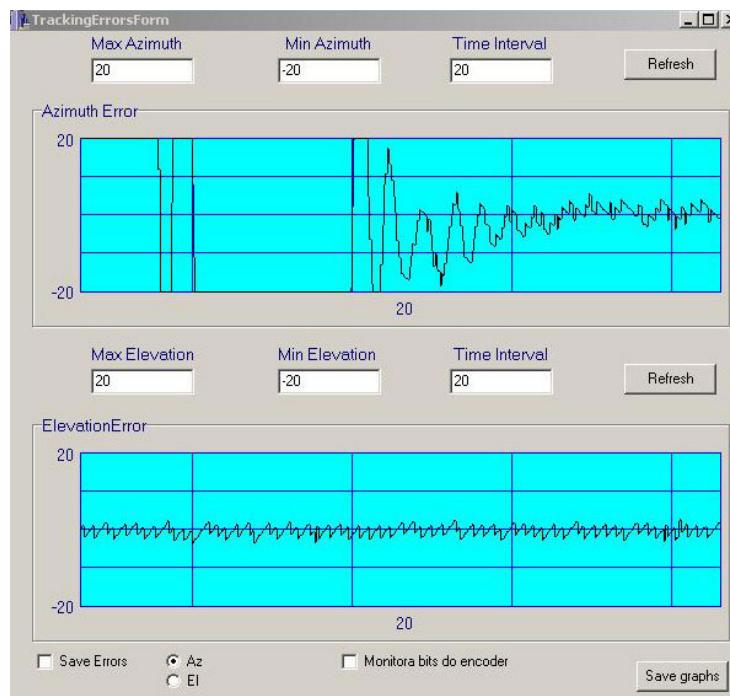 TrackingErrorsForm
Max Azimuth Min Azimuth Time Interval
20 -20 20 Refresh
Azimuth Error
20
-20
20
Max Elevation Min Elevation Time Interval
20 -20 20 Refresh
ElevationError
20
-20
20
Save Errors Az Monitora bits do encoder
El Save graphs